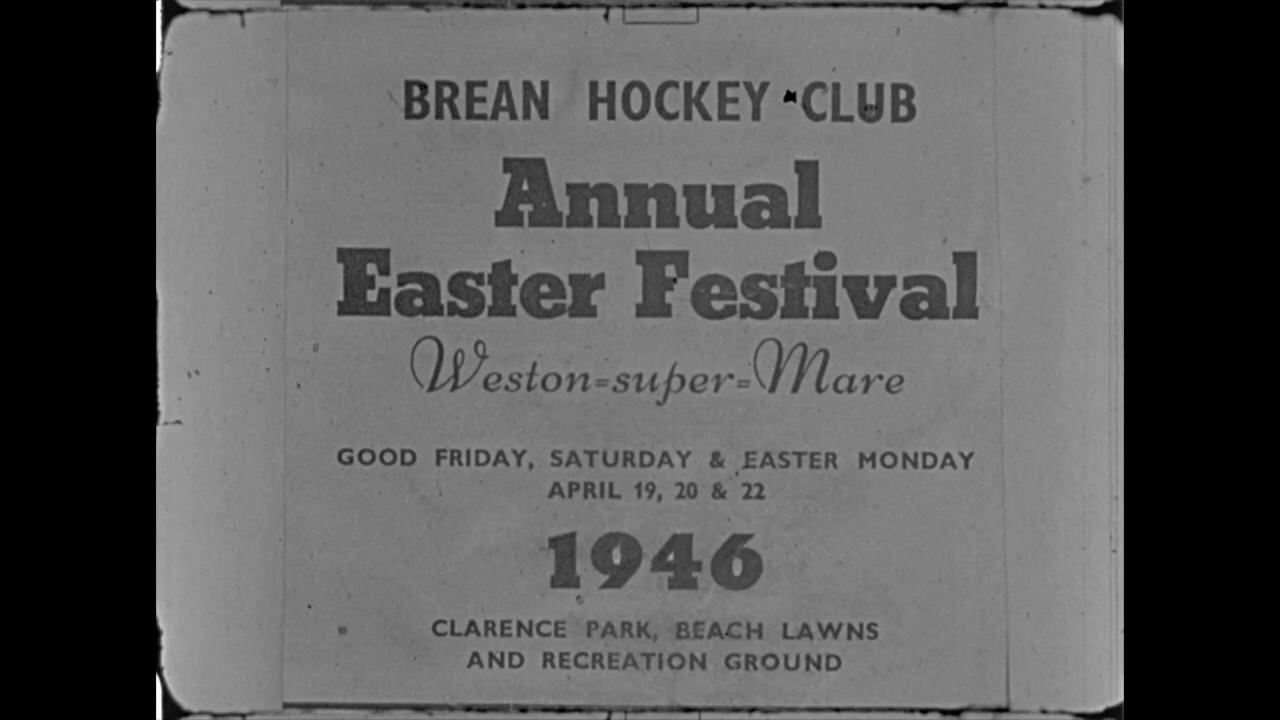 BREAN HOCKEY CLUB
Annual
Easter Festival
Weston=super=Mare
GOOD FRIDAY, SATURDAY & EASTER MONDAY
APRIL 19, 20 & 22
1946
CLARENCE PARK, BEACH LAWNS
AND RECREATION GROUND